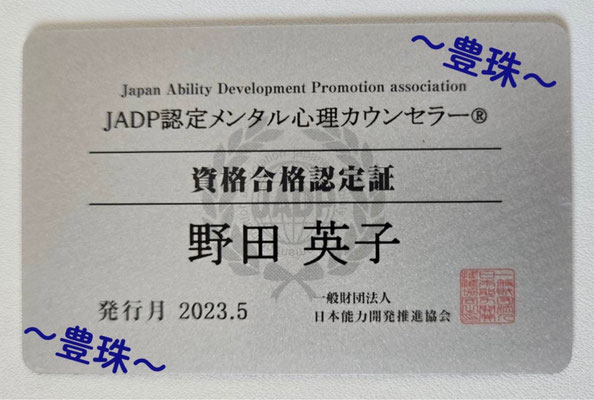 ～豊珠～
Japan Ability Development Promotion association
JADP認定メンタル心理カウンセラー®
資格合格認定証
JADP
野田 英子
発行月 2023.5
一般財団法人
日本能力開発推進協会
～豊珠～